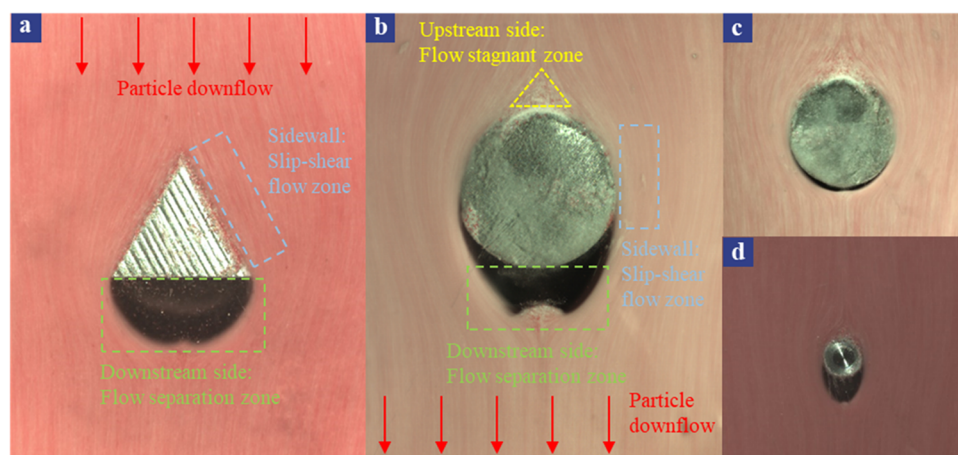 a
Particle downflow
Sidewall:
Slip-shear
flow zone
Downstream side:
Flow separation zone
b
Upstream side:
Flow stagnant zone
Sidewall:
Slip-shear
flow zone
Downstream side:
Flow separation zone
Particle
downflow
c
d